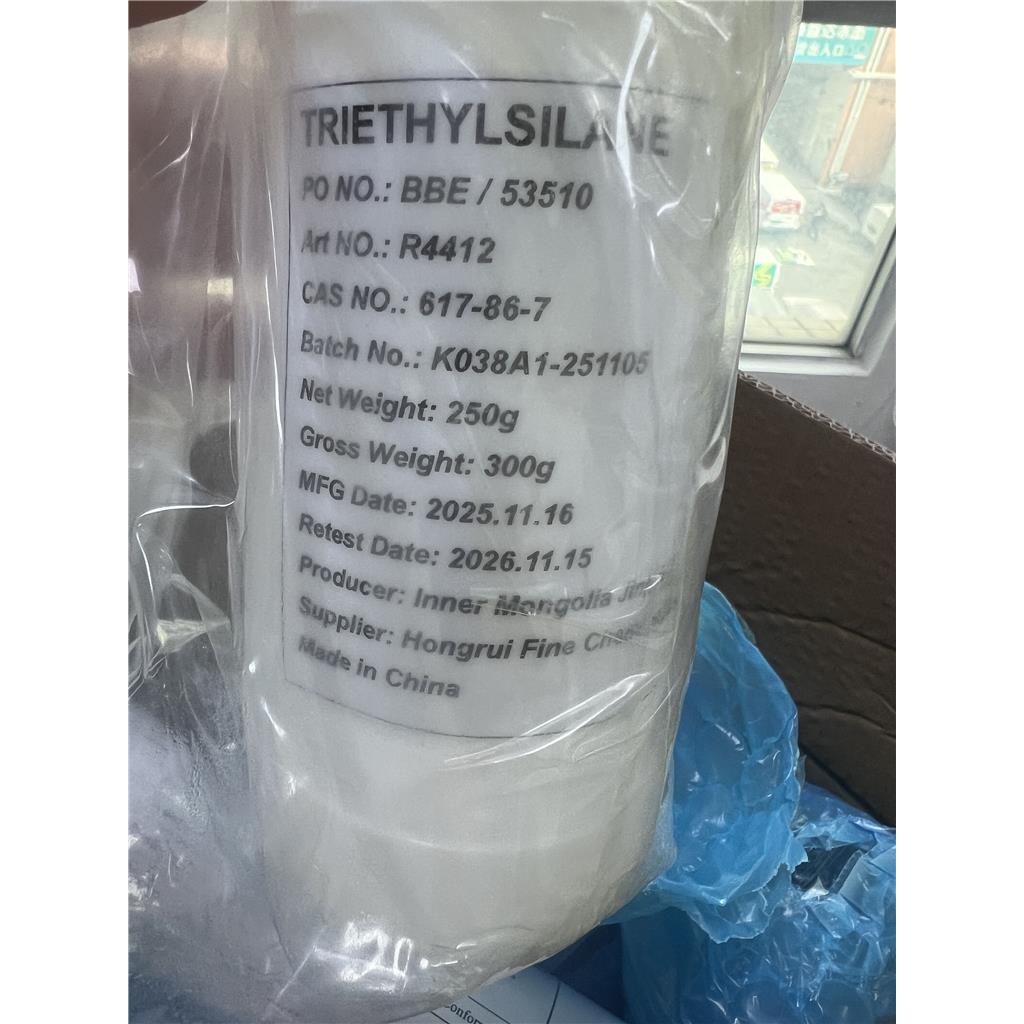 TRIETHYLSILANE
PO NO.: BBE / 53510
Art NO.: R4412
CAS NO.: 617-86-7
Batch No.: K038A1-251105
Net Weight: 250g
Gross Weight: 300g
MFG Date: 2025.11.16
Retest Date: 2026.11.15
Producer: Inner Mongolia
Supplier: Hongrui Fine
Made in China